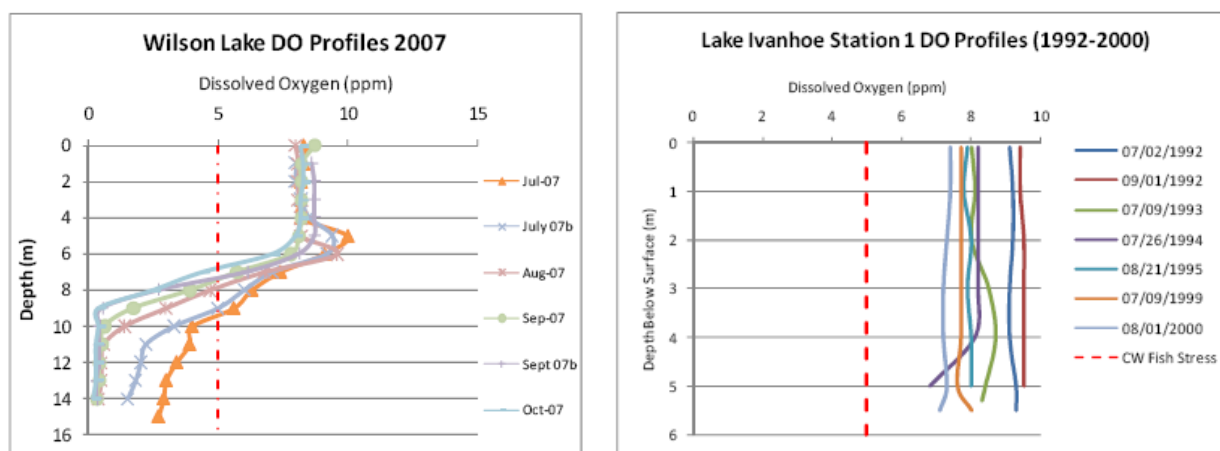 Wilson Lake DO Profiles 2007
Dissolved Oxygen (ppm)
0 5 10 15
Depth (m)
0
2
4
6
8
10
12
14
16
Jul-07
July 07b
Aug-07
Sep-07
Sept 07b
Oct-07
Lake Ivanhoe Station 1 DO Profiles (1992-2000)
Dissolved Oxygen (ppm)
0 2 4 6 8 10
Depth Below Surface (m)
0
1
2
3
4
5
6
07/02/1992
09/01/1992
07/09/1993
07/26/1994
08/21/1995
07/09/1999
08/01/2000
CW Fish Stress